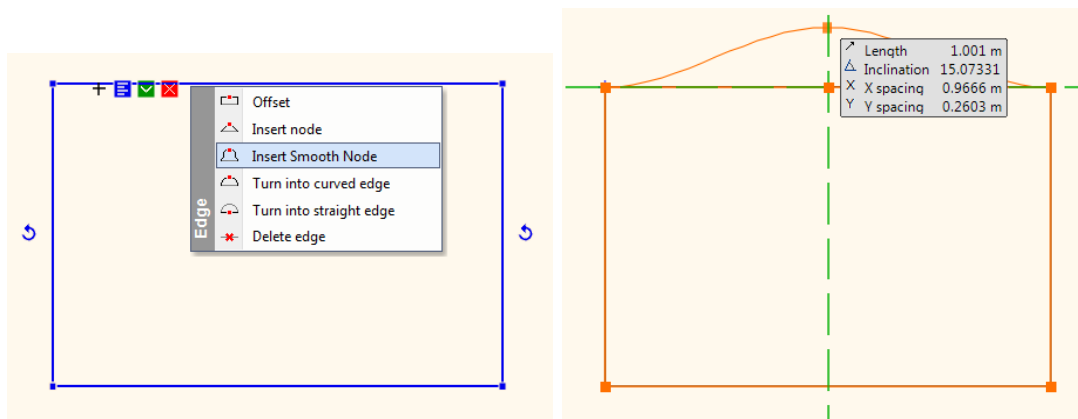 Edge
Offset
Insert node
Insert Smooth Node
Turn into curved edge
Turn into straight edge
Delete edge
Length 1.001 m
Inclination 15.07331
X X spacing 0.9666 m
Y Y spacing 0.2603 m